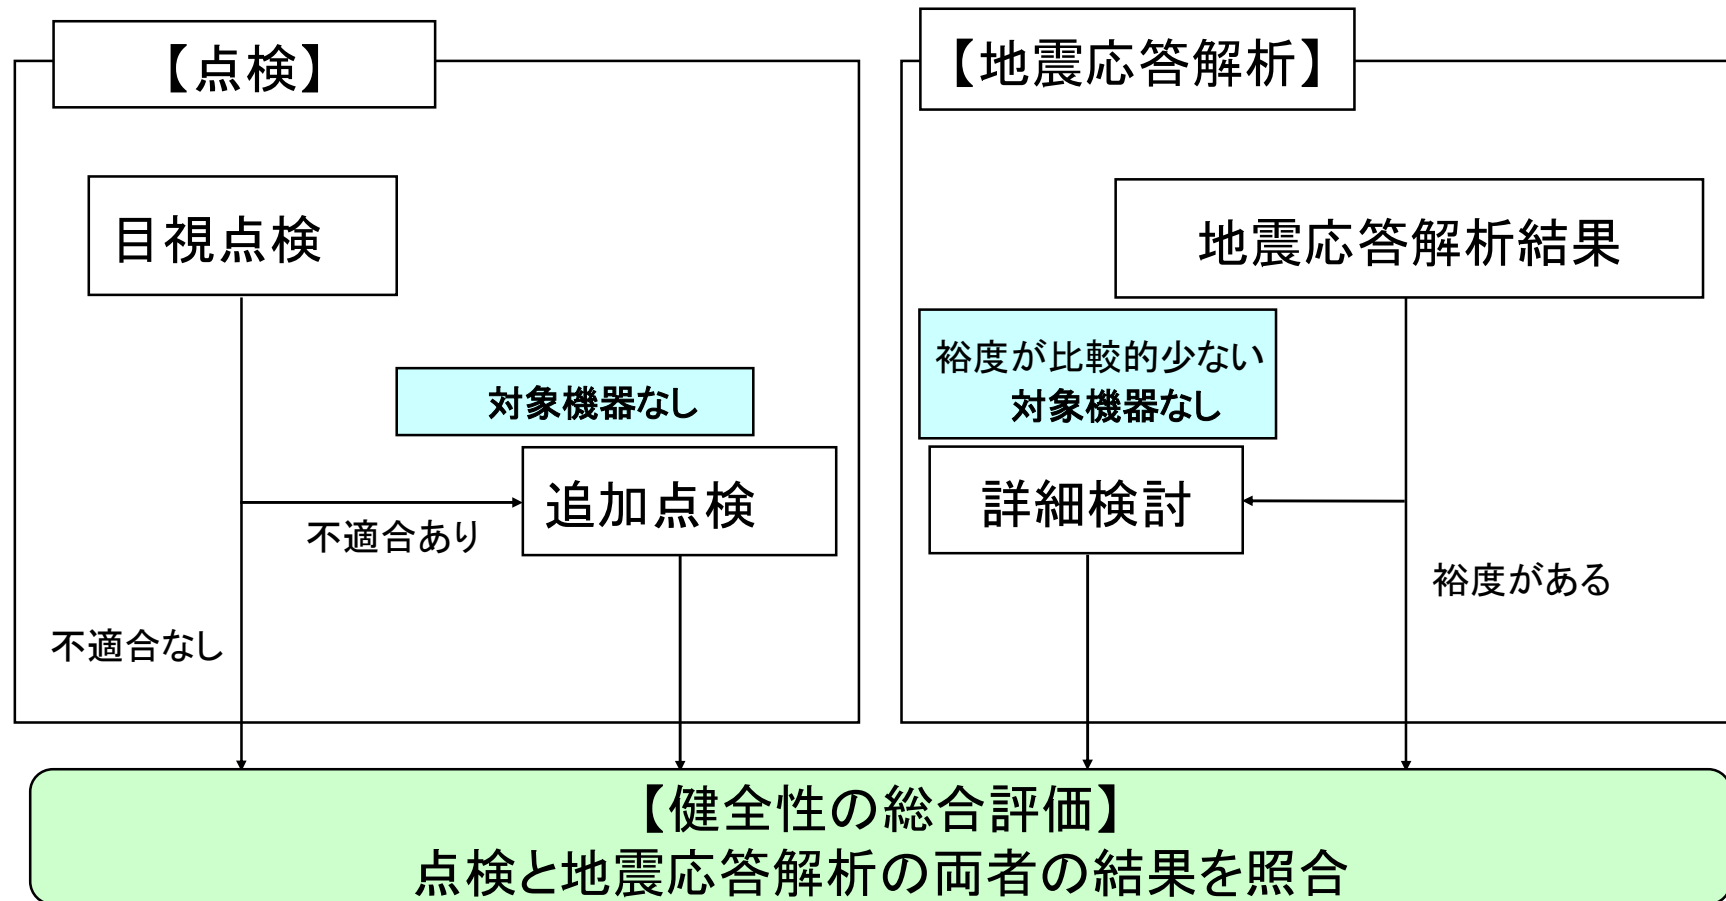 【点検】
目視点検
対象機器なし
追加点検
不適合あり
不適合なし
【地震応答解析】
地震応答解析結果
裕度が比較的少ない
対象機器なし
詳細検討
裕度がある
【健全性の総合評価】
点検と地震応答解析の両者の結果を照合